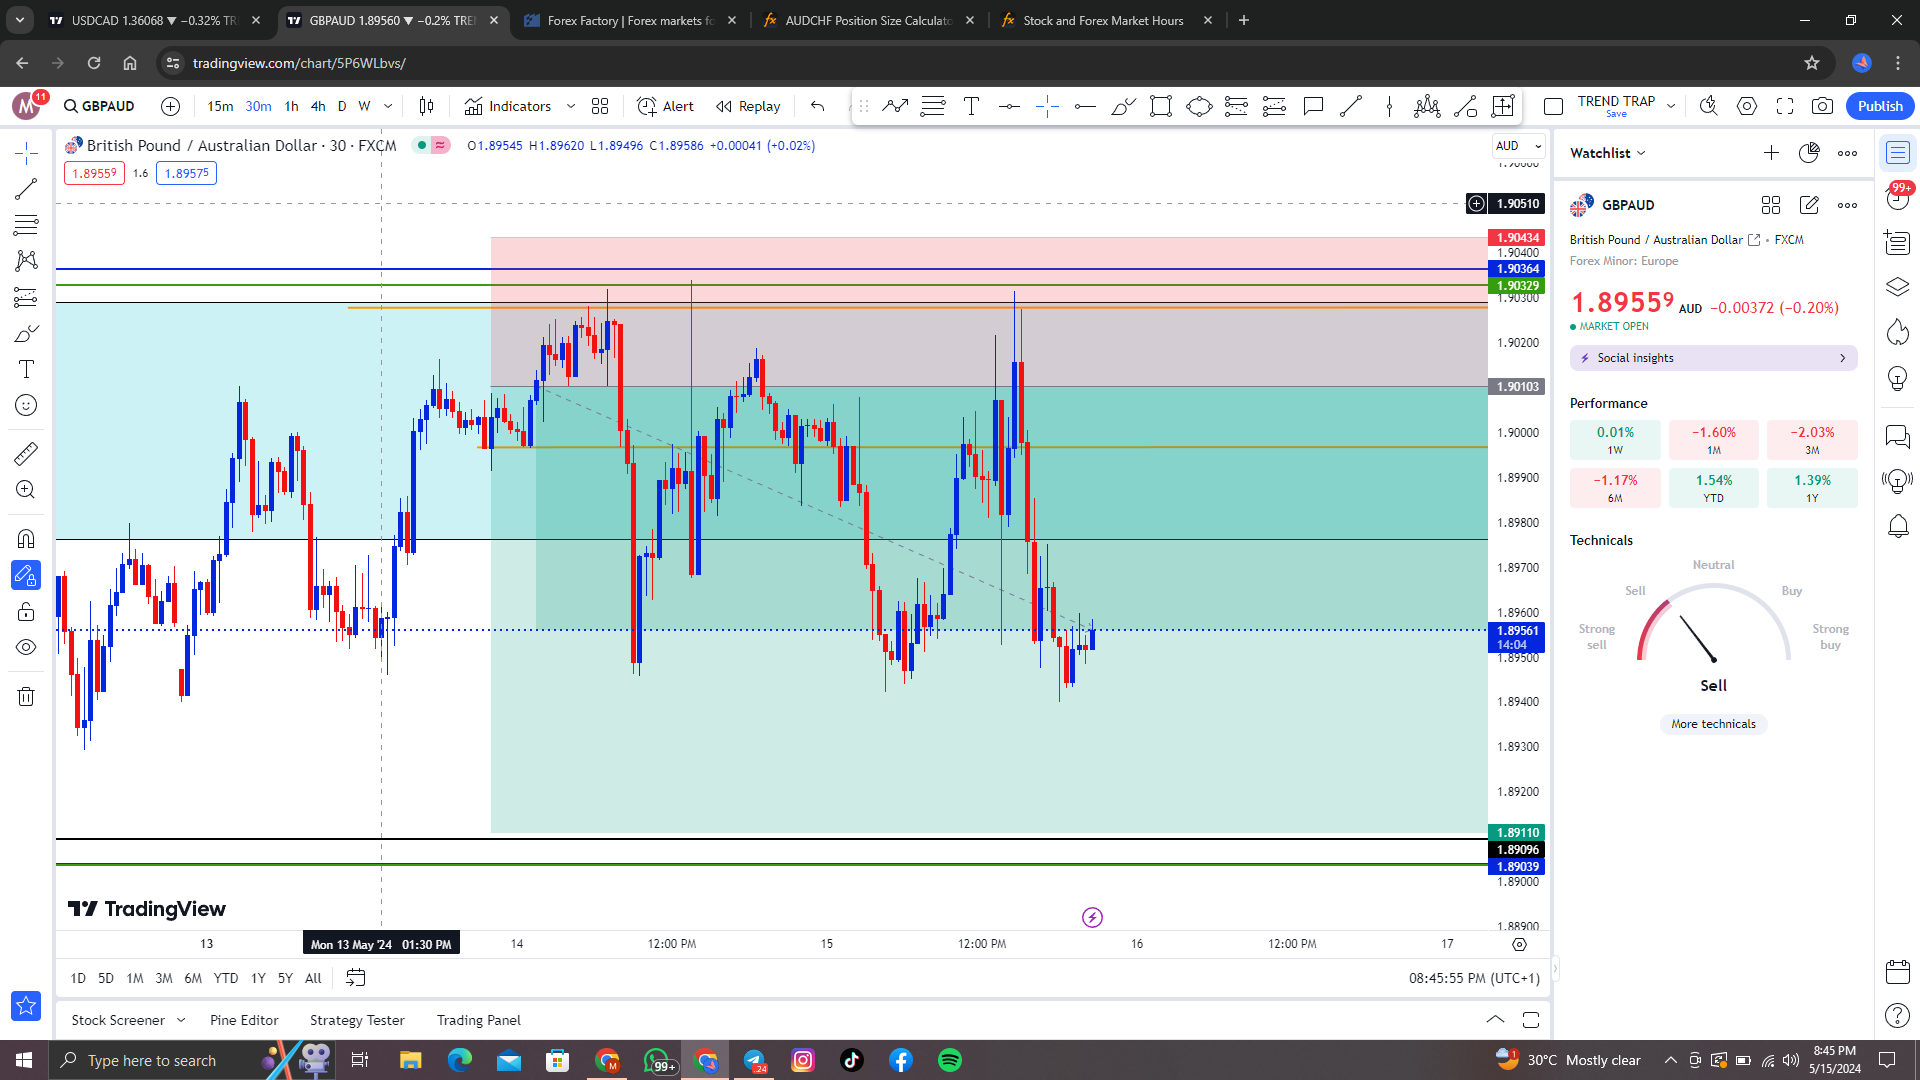 USDCAD 1.36068 ▼ −0.32% TR
GBPAUD 1.89560 ▼ −0.2% TRE
Forex Factory | Forex markets fo
AUDCHF Position Size Calculato
Stock and Forex Market Hours
tradingview.com/chart/5P6WLbvs/
M 11
GBPAUD
15m 30m 1h 4h D W
Indicators
Alert
Replay
T
TREND TRAP
Save
Publish
British Pound / Australian Dollar · 30 · FXCM
O1.89545 H1.89620 L1.89496 C1.89586 +0.00041 (+0.02%)
1.89559 1.6 1.89575
AUD
1.90510
1.90434
1.90400
1.90364
1.90329
1.90300
1.90200
1.90103
1.90000
1.89900
1.89800
1.89700
1.89600
1.89561
14:04
1.89500
1.89400
1.89300
1.89200
1.89110
1.89096
1.89039
1.89000
1.88900
TradingView
13
Mon 13 May '24 01:30 PM
14
12:00 PM
15
12:00 PM
16
12:00 PM
17
1D 5D 1M 3M 6M YTD 1Y 5Y All
08:45:55 PM (UTC+1)
Stock Screener
Pine Editor
Strategy Tester
Trading Panel
Watchlist
99+
GBPAUD
British Pound / Australian Dollar • FXCM
Forex Minor: Europe
1.89559 AUD −0.00372 (−0.20%)
MARKET OPEN
Social insights
Performance
0.01% −1.60% −2.03%
1W 1M 3M
−1.17% 1.54% 1.39%
6M YTD 1Y
Technicals
Neutral
Sell Buy
Strong sell
Strong buy
Sell
More technicals
Type here to search
M
99+
24
1
30°C Mostly clear
8:45 PM
5/15/2024